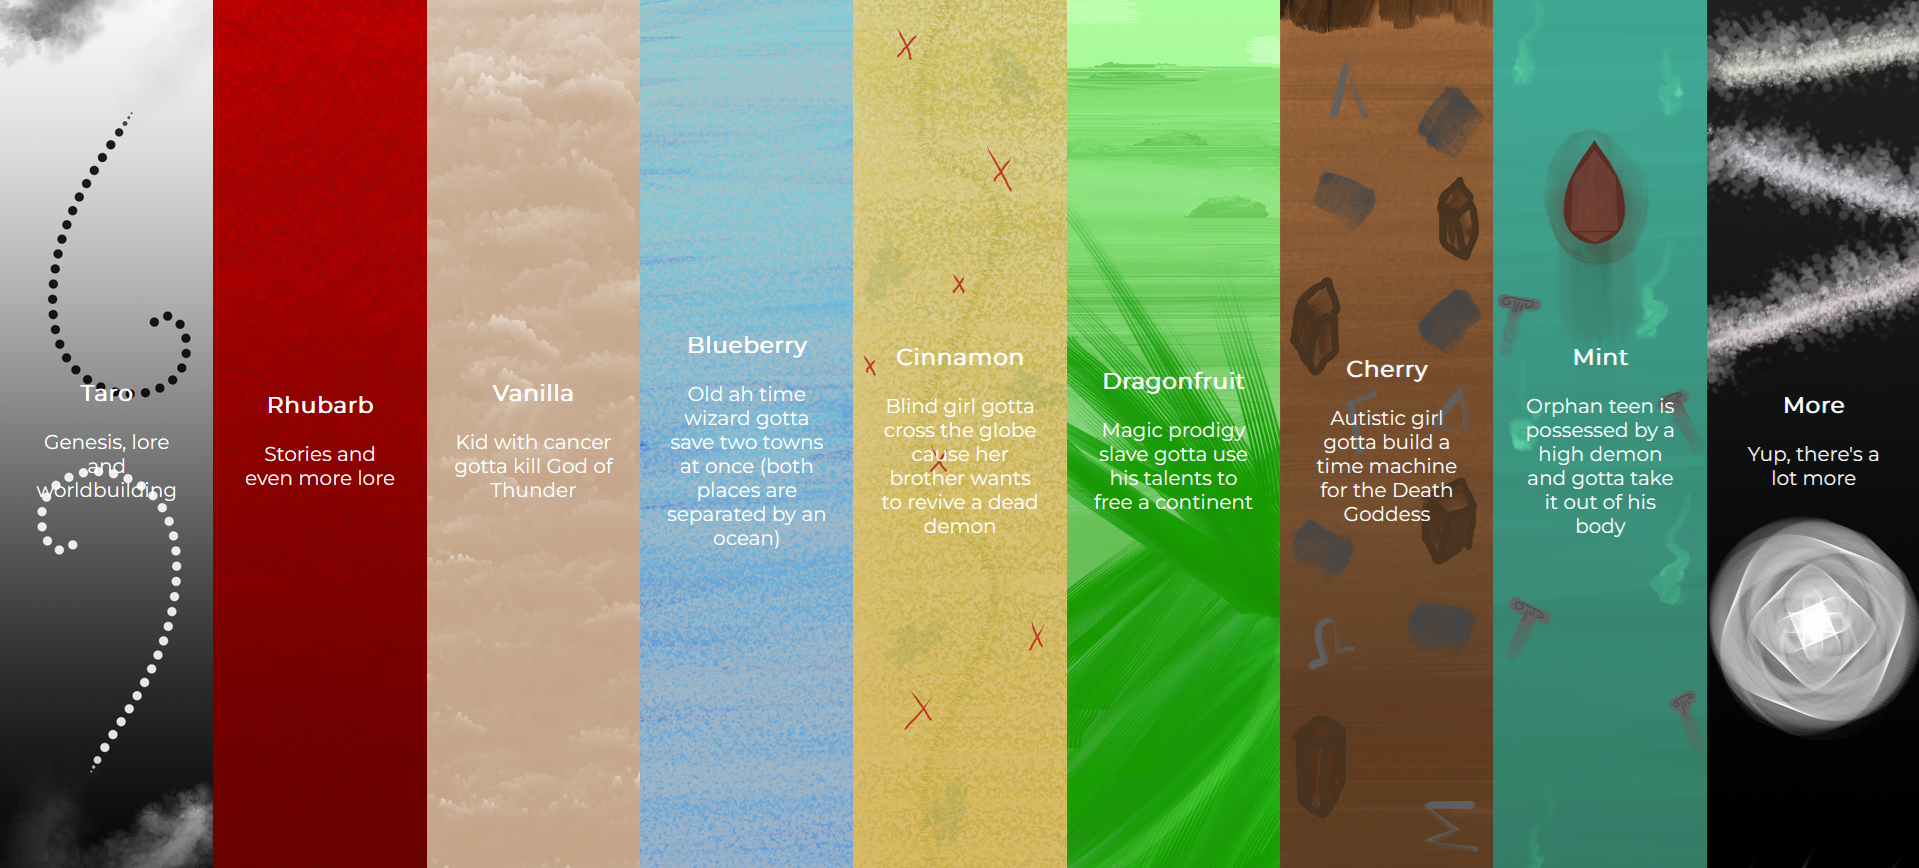 Taro
Genesis, lore
and
worldbuilding
Rhubarb
Stories and
even more lore
Vanilla
Kid with cancer
gotta kill God of
Thunder
Blueberry
Old ah time
wizard gotta
save two towns
at once (both
places are
separated by an
ocean)
Cinnamon
Blind girl gotta
cross the globe
cause her
brother wants
to revive a dead
demon
Dragonfruit
Magic prodigy
slave gotta use
his talents to
free a continent
Cherry
Autistic girl
gotta build a
time machine
for the Death
Goddess
Mint
Orphan teen is
possessed by a
high demon
and gotta take
it out of his
body
More
Yup, there's a
lot more